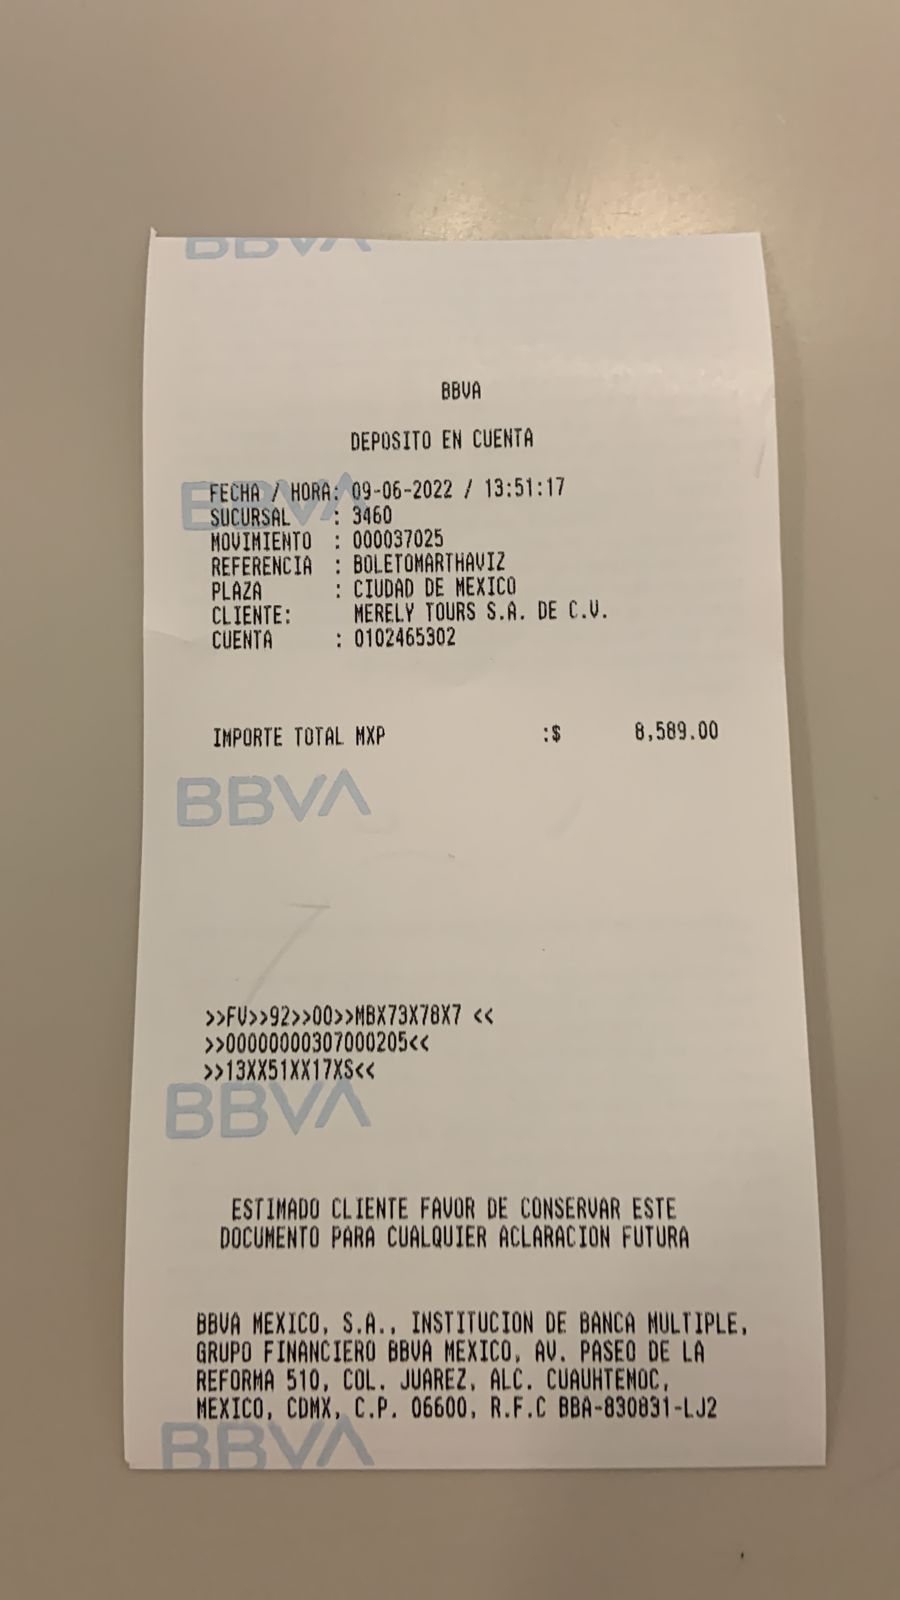 BBVA
BBVA
DEPOSITO EN CUENTA
BBVA
FECHA / HORA: 09-06-2022 / 13:51:17
SUCURSAL : 3460
MOVIMIENTO : 000037025
REFERENCIA : BOLETOMARTHAVIZ
PLAZA : CIUDAD DE MEXICO
CLIENTE: MERELY TOURS S.A. DE C.V.
CUENTA : 0102465302
IMPORTE TOTAL MXP :$ 8,589.00
BBVA
>>FV>>92>>00>>MBX73X78X7 <<
>>00000000307000205<<
>>13XX51XX17XS<<
BBVA
ESTIMADO CLIENTE FAVOR DE CONSERVAR ESTE
DOCUMENTO PARA CUALQUIER ACLARACION FUTURA
BBVA MEXICO, S.A., INSTITUCION DE BANCA MULTIPLE,
GRUPO FINANCIERO BBVA MEXICO, AV. PASEO DE LA
REFORMA 510, COL. JUAREZ, ALC. CUAUHTEMOC,
MEXICO, CDMX, C.P. 06600, R.F.C BBA-830831-LJ2
BBVA